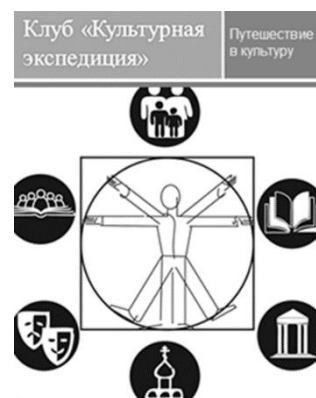 Клуб «Культурная
экспедиция»
Путешествие
в культуру